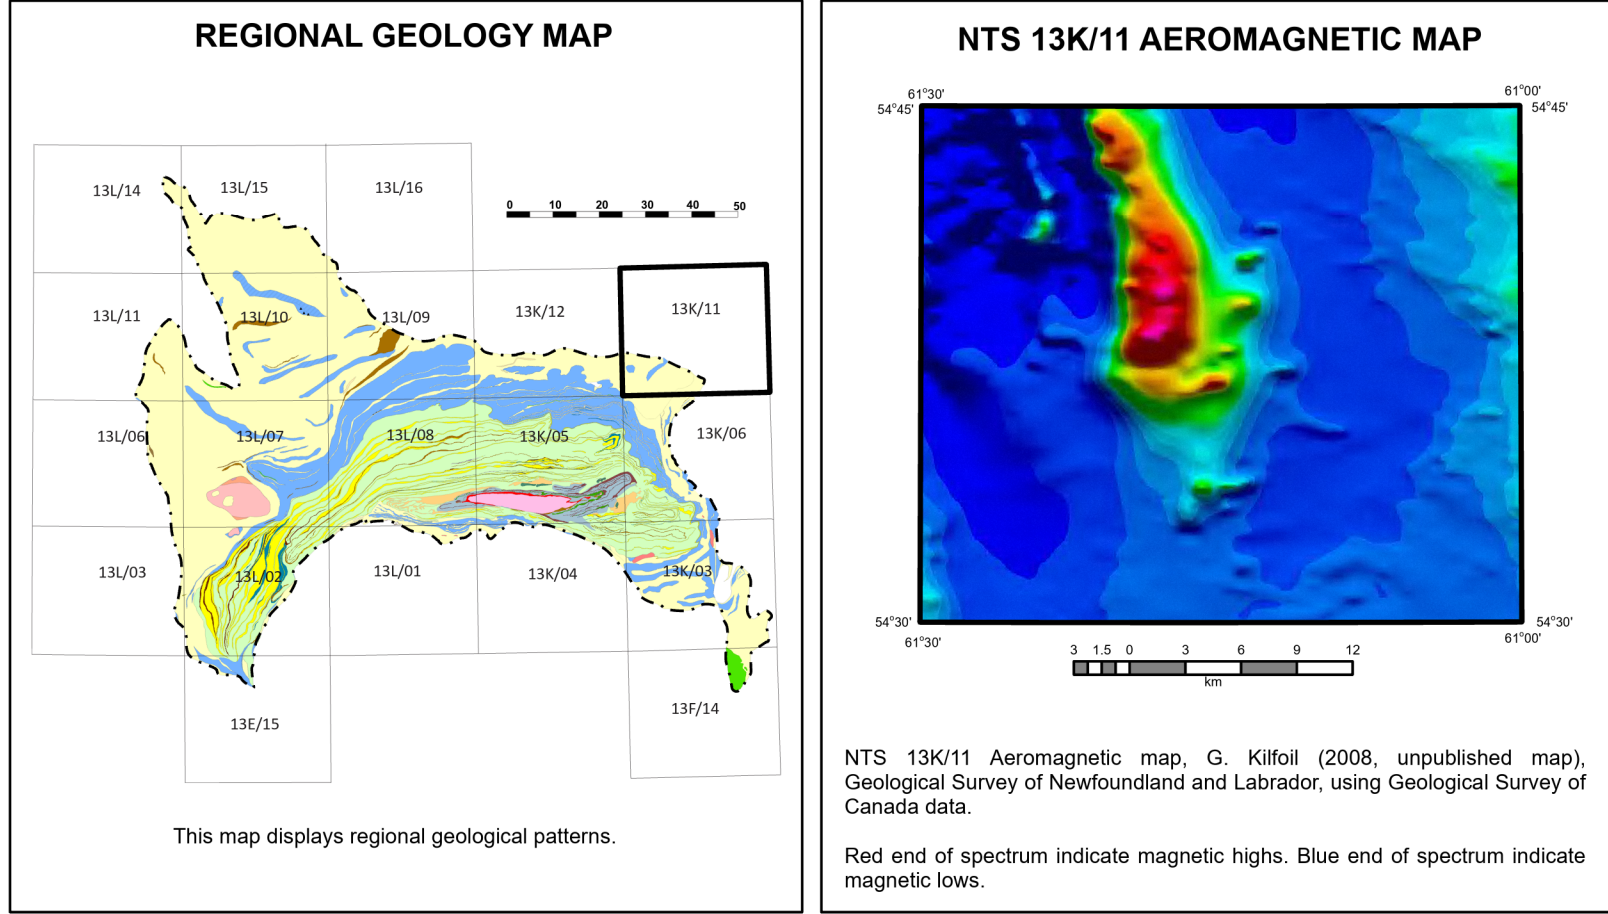 REGIONAL GEOLOGY MAP
13L/14
13L/15
13L/16
0 10 20 30 40 50
13L/11
13L/10
13L/09
13K/12
13K/11
13L/06
13L/07
13L/08
13K/05
13K/06
13L/03
13L/02
13L/01
13K/04
13K/03
13E/15
13F/14
This map displays regional geological patterns.
NTS 13K/11 AEROMAGNETIC MAP
61°30'
61°00'
54°45'
54°45'
54°30'
54°30'
61°30'
61°00'
3 1.5 0 3 6 9 12
km
NTS 13K/11 Aeromagnetic map, G. Kilfoil (2008, unpublished map),
Geological Survey of Newfoundland and Labrador, using Geological Survey of
Canada data.
Red end of spectrum indicate magnetic highs. Blue end of spectrum indicate
magnetic lows.